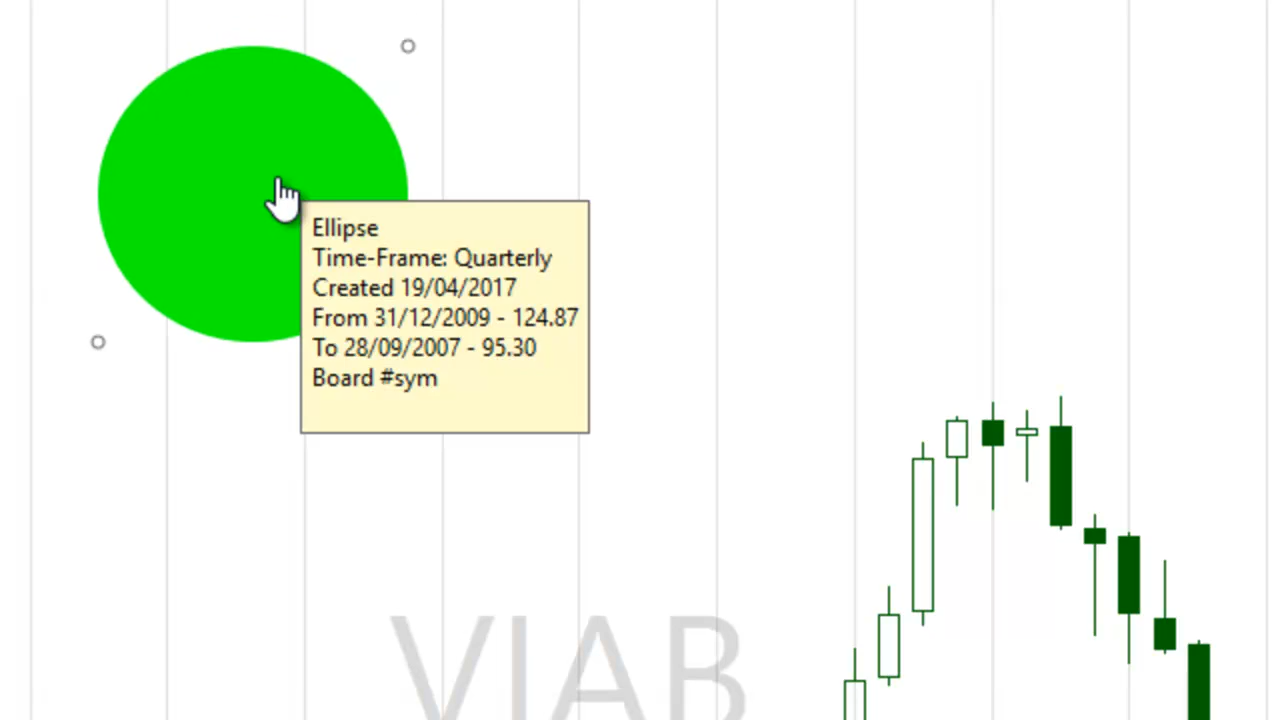 Ellipse
Time-Frame: Quarterly
Created 19/04/2017
From 31/12/2009 - 124.87
To 28/09/2007 - 95.30
Board #sym
VIAB